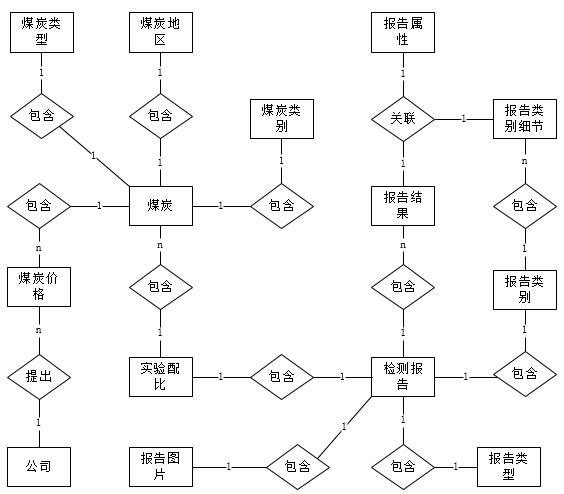 煤炭类
型
煤炭地
区
报告属
性
1
1
1
包含
包含
煤炭类
别
关联
1
报告类
别细节
1
1
1
1
n
包含
1
煤炭
1
包含
报告结
果
包含
n
n
n
1
煤炭价
格
包含
包含
报告类
别
n
1
1
1
提出
实验配
比
1
包含
1
检测报
告
1
包含
1
1
1
公司
报告图
片
1
包含
包含
1
报告类
型